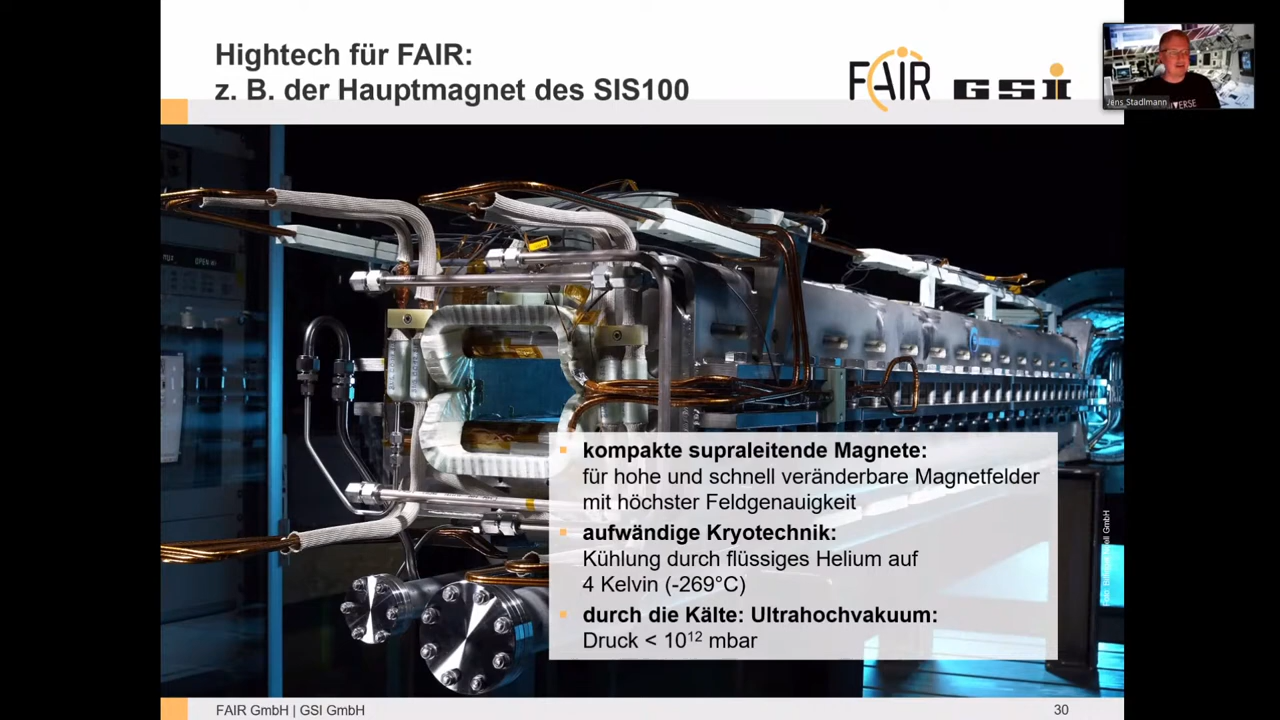 Hightech für FAIR:
z. B. der Hauptmagnet des SIS100
FAIR GSI
Jens Stadlmann
kompakte supraleitende Magnete:
für hohe und schnell veränderbare Magnetfelder
mit höchster Feldgenauigkeit
aufwändige Kryotechnik:
Kühlung durch flüssiges Helium auf
4 Kelvin (-269°C)
durch die Kälte: Ultrahochvakuum:
Druck < 10¹² mbar
FAIR GmbH | GSI GmbH
30